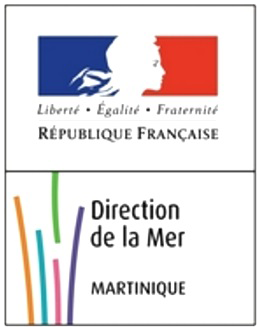 Liberté • Égalité • Fraternité
RÉPUBLIQUE FRANÇAISE
Direction
de la Mer
MARTINIQUE